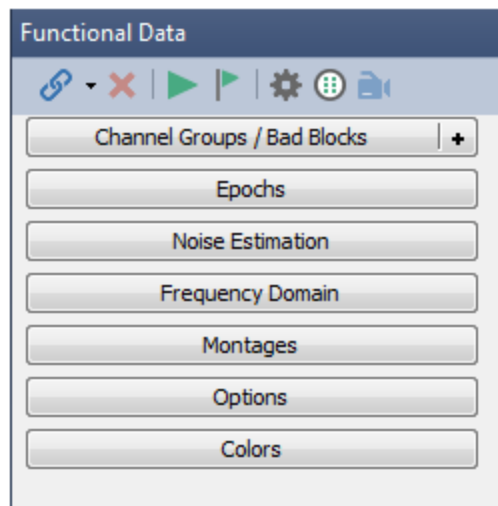 Functional Data
Channel Groups / Bad Blocks
Epochs
Noise Estimation
Frequency Domain
Montages
Options
Colors